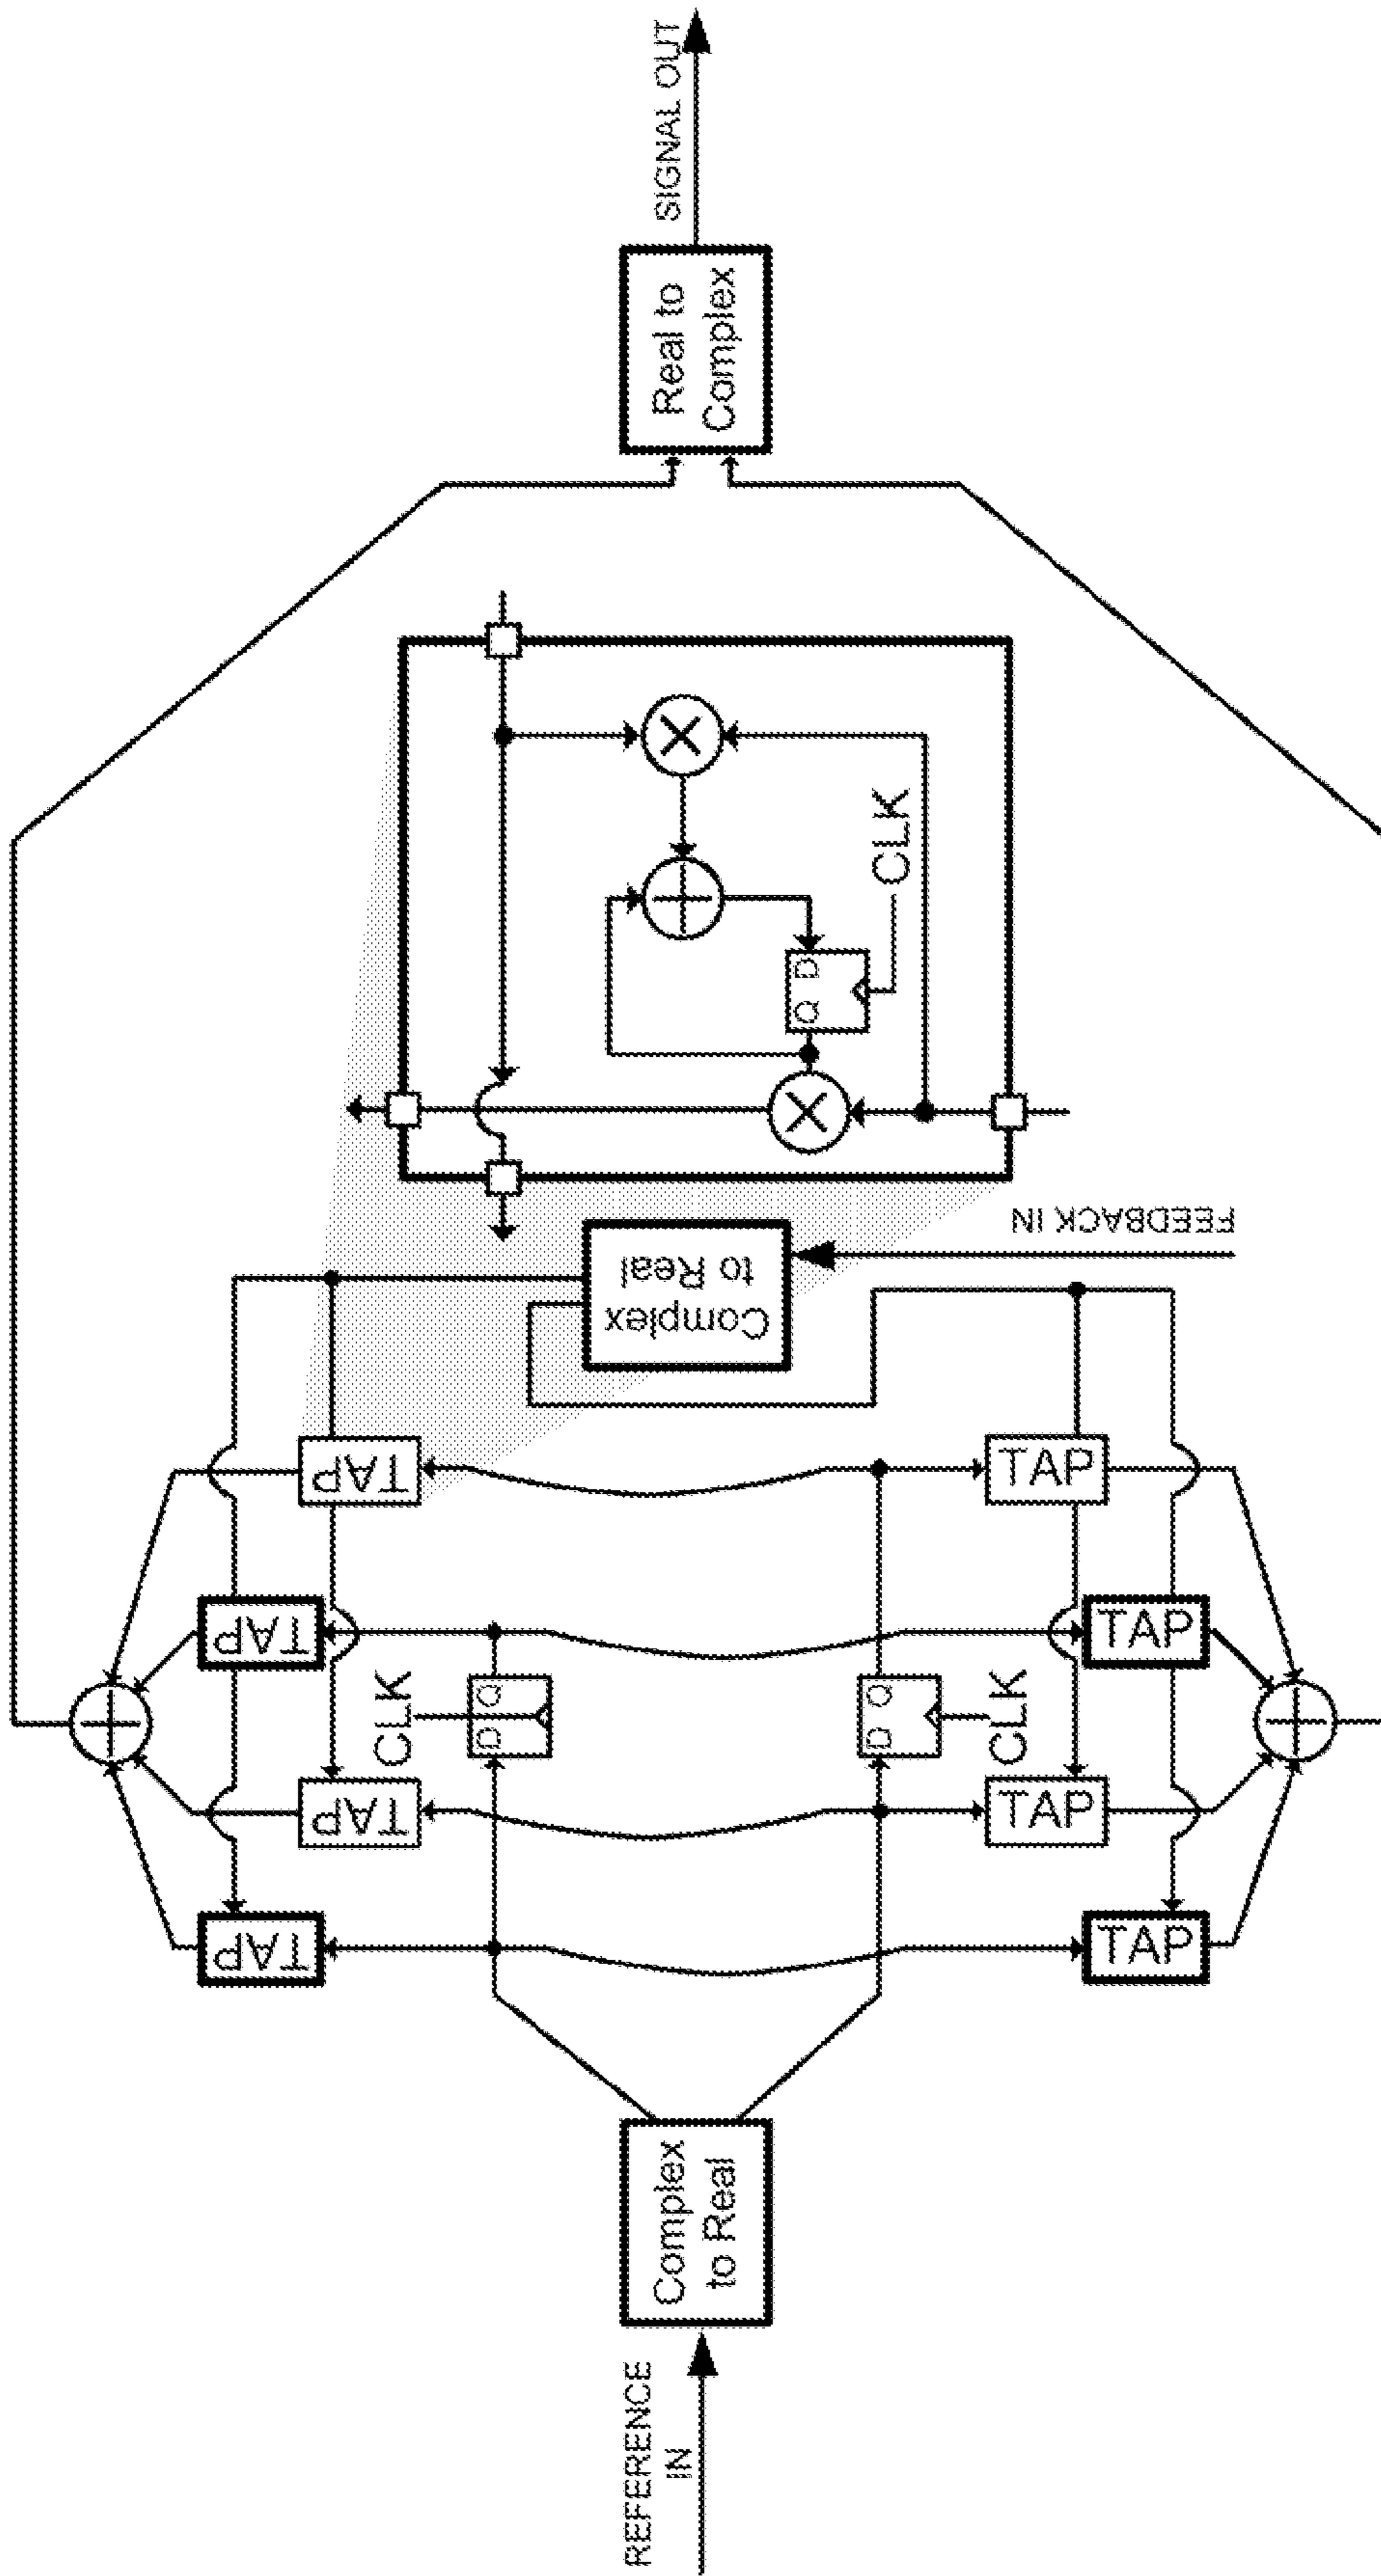 REFERENCE
IN
Complex
to Real
TAP
TAP
TAP
TAP
CLK
D Q
D Q
CLK
TAP
TAP
TAP
TAP
Complex
to Real
FEEDBACK IN
Q D
CLK
Real to
Complex
SIGNAL OUT